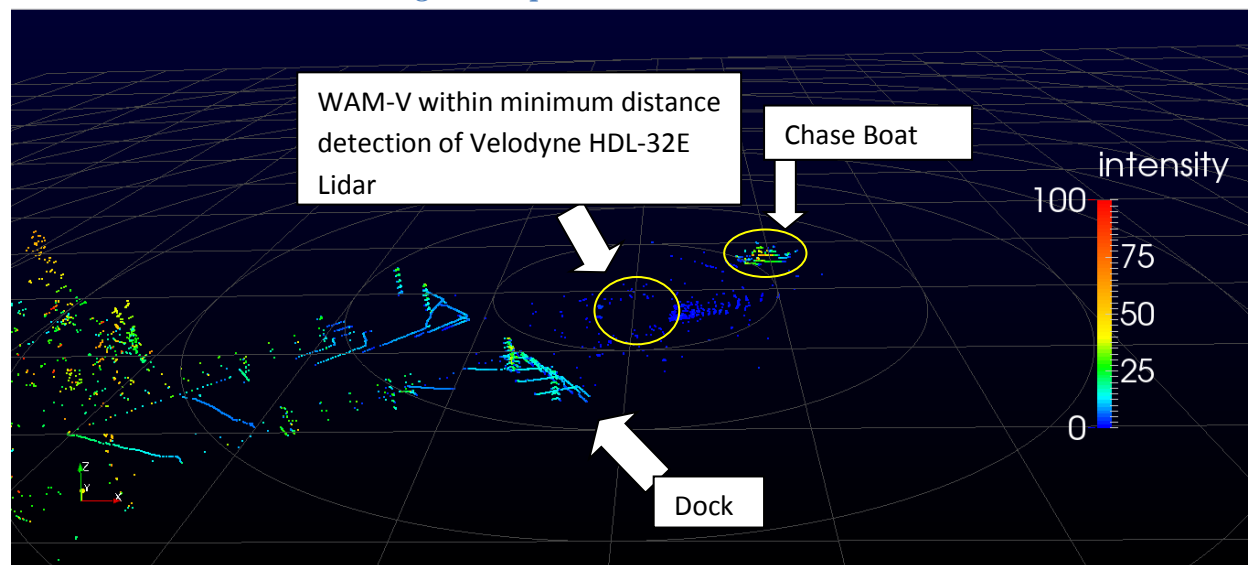 WAM-V within minimum distance
detection of Velodyne HDL-32E
Lidar
Chase Boat
intensity
100
75
50
25
0
Dock
Z
Y
X